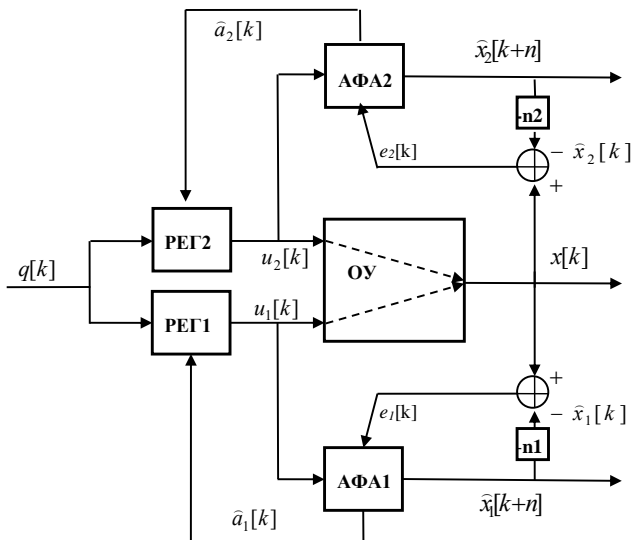 â₂[k]
x̂₂[k+n]
АФА2
-n2
e₂[k]
− x̂₂[k]
+
РЕГ2
q[k]
u₂[k]
ОУ
x[k]
РЕГ1
u₁[k]
+
e₁[k]
− x̂₁[k]
-n1
АФА1
â₁[k]
x̂₁[k+n]